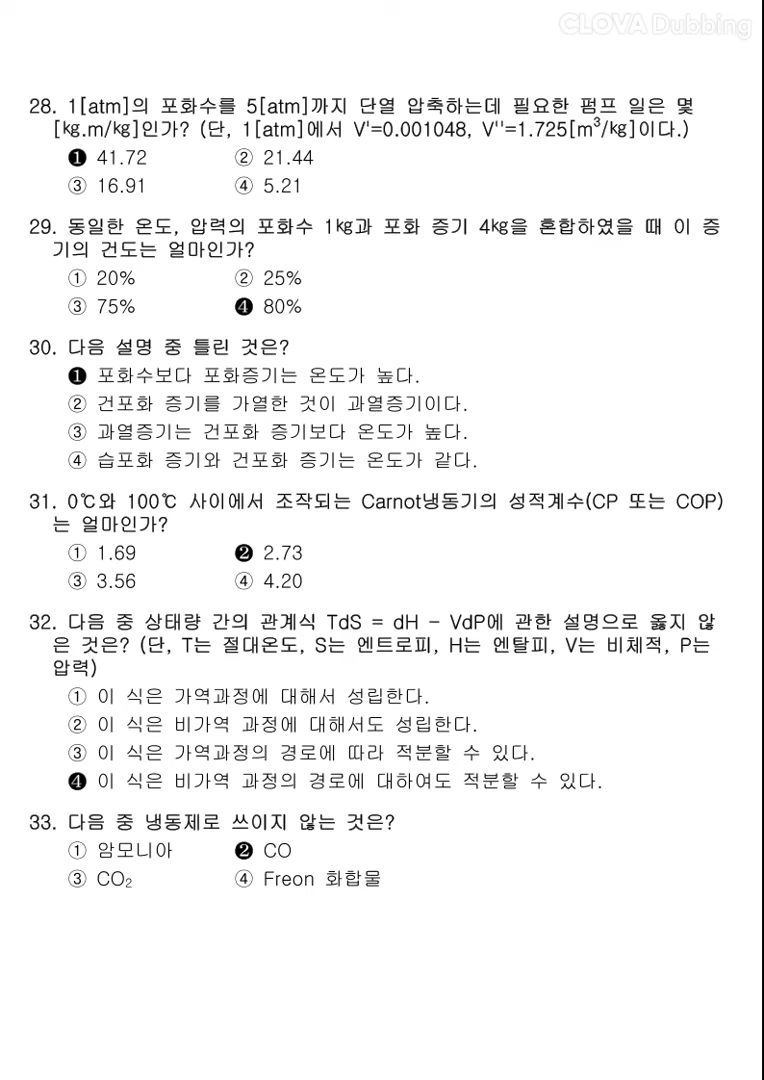 CLOVA Dubbing
28. 1[atm]의 포화수를 5[atm]까지 단열 압축하는데 필요한 펌프 일은 몇
[kg.m/kg]인가? (단, 1[atm]에서 V'=0.001048, V''=1.725[m³/kg]이다.)
❶ 41.72 ② 21.44
③ 16.91 ④ 5.21
29. 동일한 온도, 압력의 포화수 1kg과 포화 증기 4kg을 혼합하였을 때 이 증
기의 건도는 얼마인가?
① 20% ② 25%
③ 75% ❹ 80%
30. 다음 설명 중 틀린 것은?
❶ 포화수보다 포화증기는 온도가 높다.
② 건포화 증기를 가열한 것이 과열증기이다.
③ 과열증기는 건포화 증기보다 온도가 높다.
④ 습포화 증기와 건포화 증기는 온도가 같다.
31. 0℃와 100℃ 사이에서 조작되는 Carnot냉동기의 성적계수(CP 또는 COP)
는 얼마인가?
① 1.69 ❷ 2.73
③ 3.56 ④ 4.20
32. 다음 중 상태량 간의 관계식 TdS = dH - VdP에 관한 설명으로 옳지 않
은 것은? (단, T는 절대온도, S는 엔트로피, H는 엔탈피, V는 비체적, P는
압력)
① 이 식은 가역과정에 대해서 성립한다.
② 이 식은 비가역 과정에 대해서도 성립한다.
③ 이 식은 가역과정의 경로에 따라 적분할 수 있다.
❹ 이 식은 비가역 과정의 경로에 대하여도 적분할 수 있다.
33. 다음 중 냉동제로 쓰이지 않는 것은?
① 암모니아 ❷ CO
③ CO₂ ④ Freon 화합물